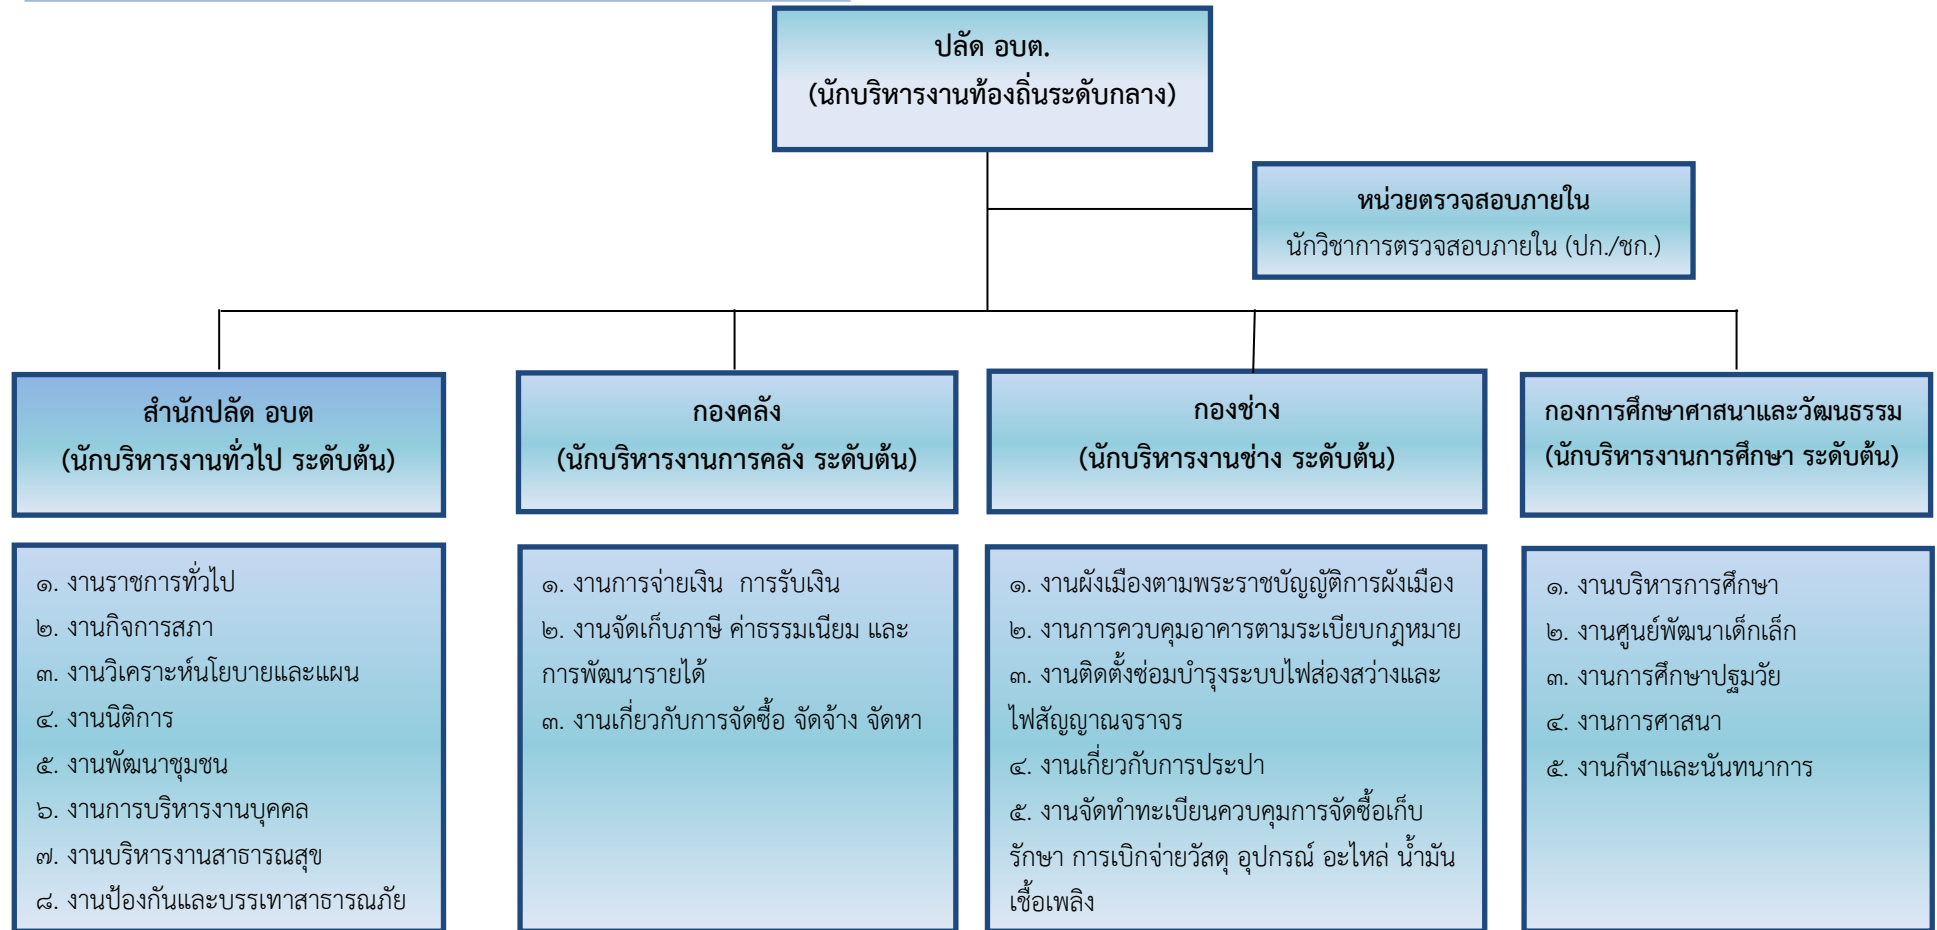 ปลัด อบต.
(นักบริหารงานท้องถิ่นระดับกลาง)
หน่วยตรวจสอบภายใน
นักวิชาการตรวจสอบภายใน (ปก./ชก.)
สำนักปลัด อบต
(นักบริหารงานทั่วไป ระดับต้น)
กองคลัง
(นักบริหารงานการคลัง ระดับต้น)
กองช่าง
(นักบริหารงานช่าง ระดับต้น)
กองการศึกษาศาสนาและวัฒนธรรม
(นักบริหารงานการศึกษา ระดับต้น)
๑. งานราชการทั่วไป
๒. งานกิจการสภา
๓. งานวิเคราะห์นโยบายและแผน
๔. งานนิติการ
๕. งานพัฒนาชุมชน
๖. งานการบริหารงานบุคคล
๗. งานบริหารงานสาธารณสุข
๘. งานป้องกันและบรรเทาสาธารณภัย
๑. งานการจ่ายเงิน  การรับเงิน
๒. งานจัดเก็บภาษี ค่าธรรมเนียม และ
การพัฒนารายได้
๓. งานเกี่ยวกับการจัดซื้อ จัดจ้าง จัดหา
๑. งานผังเมืองตามพระราชบัญญัติการผังเมือง
๒. งานการควบคุมอาคารตามระเบียบกฎหมาย
๓. งานติดตั้งซ่อมบำรุงระบบไฟส่องสว่างและ
ไฟสัญญาณจราจร
๔. งานเกี่ยวกับการประปา
๕. งานจัดทำทะเบียนควบคุมการจัดซื้อเก็บ
รักษา การเบิกจ่ายวัสดุ อุปกรณ์ อะไหล่ น้ำมัน
เชื้อเพลิง
๑. งานบริหารการศึกษา
๒. งานศูนย์พัฒนาเด็กเล็ก
๓. งานการศึกษาปฐมวัย
๔. งานการศาสนา
๕. งานกีฬาและนันทนาการ